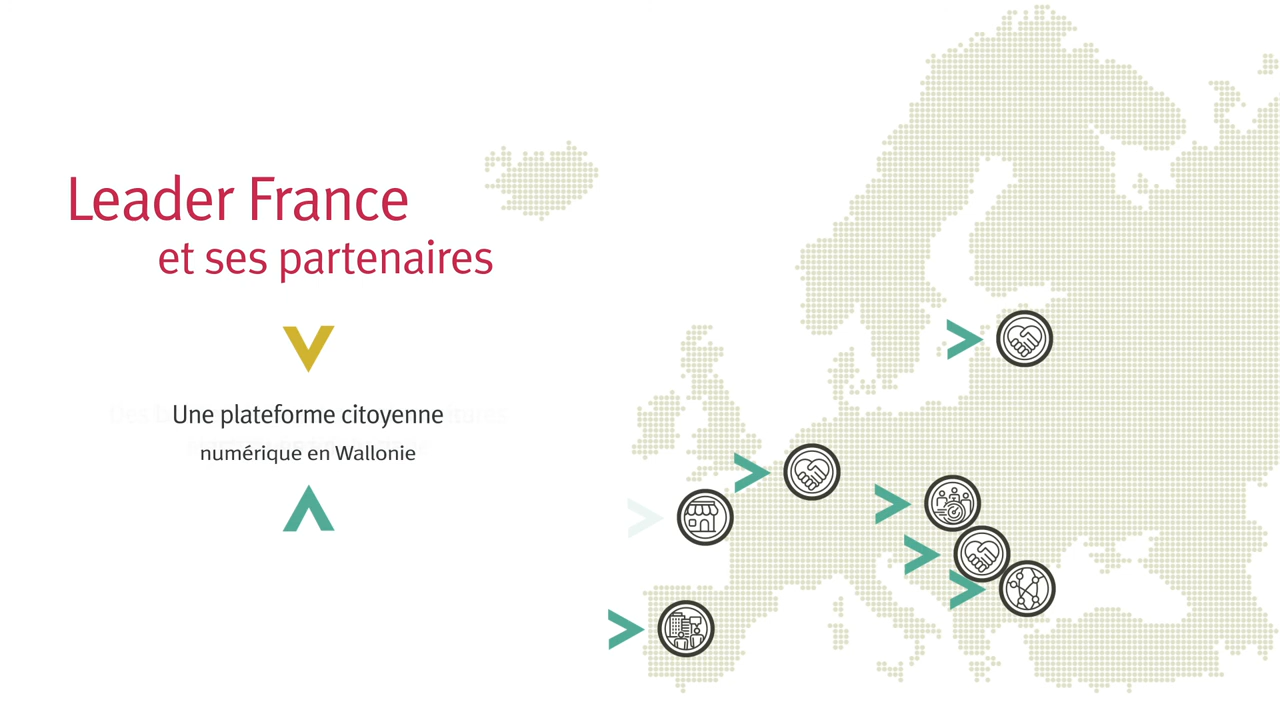 Leader France
et ses partenaires
Une plateforme citoyenne
numérique en Wallonie